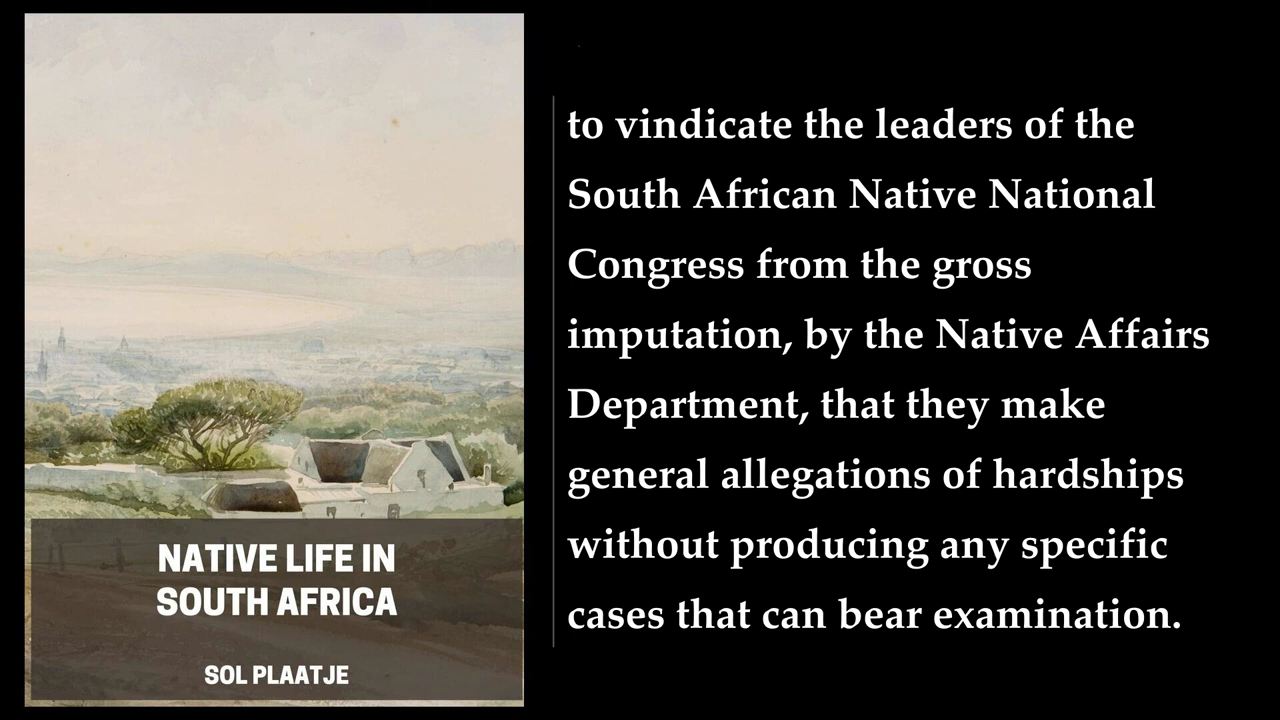 NATIVE LIFE IN
SOUTH AFRICA
SOL PLAATJE
to vindicate the leaders of the
South African Native National
Congress from the gross
imputation, by the Native Affairs
Department, that they make
general allegations of hardships
without producing any specific
cases that can bear examination.